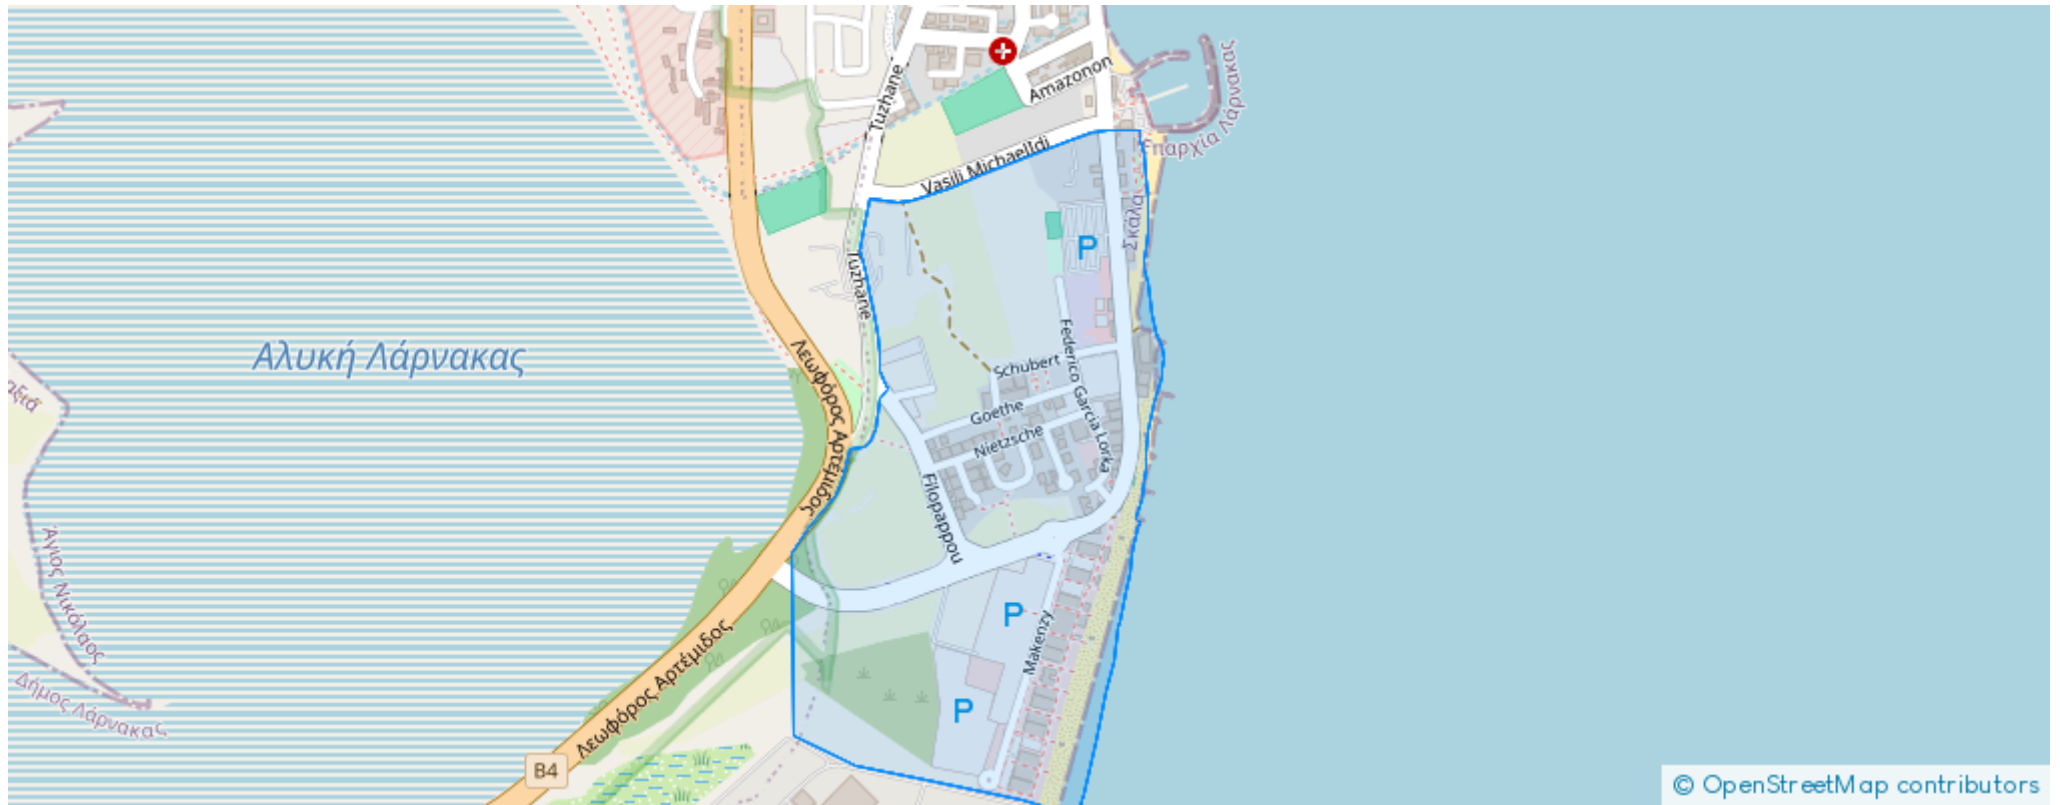 Amazonon
Tuzhane
Επαρχία Λάρνακας
Vasili Michaelldi
Σκάλα
P
Tuzhane
Αλυκή Λάρνακας
Λεωφόρος Αρτέμιδος
Schubert
Federico Garcia Lorka
Goethe
Nietzsche
Filopappou
Άγιος Νικόλαος
Δήμος Λάρνακας
P
Makenzy
Λεωφόρος Αρτέμιδος
P
B4
© OpenStreetMap contributors